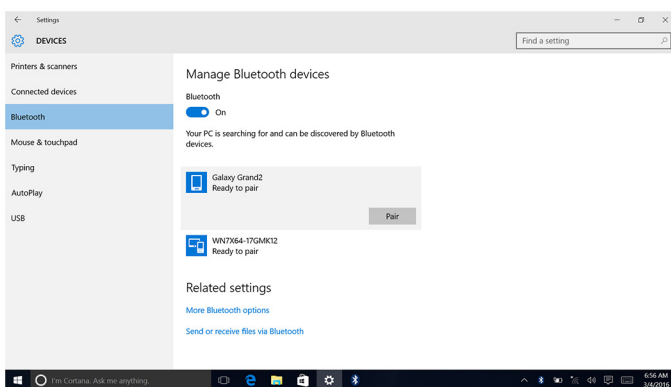 Settings
DEVICES
Find a setting
Printers & scanners
Connected devices
Bluetooth
Mouse & touchpad
Typing
AutoPlay
USB
Manage Bluetooth devices
Bluetooth
On
Your PC is searching for and can be discovered by Bluetooth
devices.
Galaxy Grand2
Ready to pair
Pair
WN7X64-17GMK12
Ready to pair
Related settings
More Bluetooth options
Send or receive files via Bluetooth
I'm Cortana. Ask me anything.
6:56 AM
3/4/2016